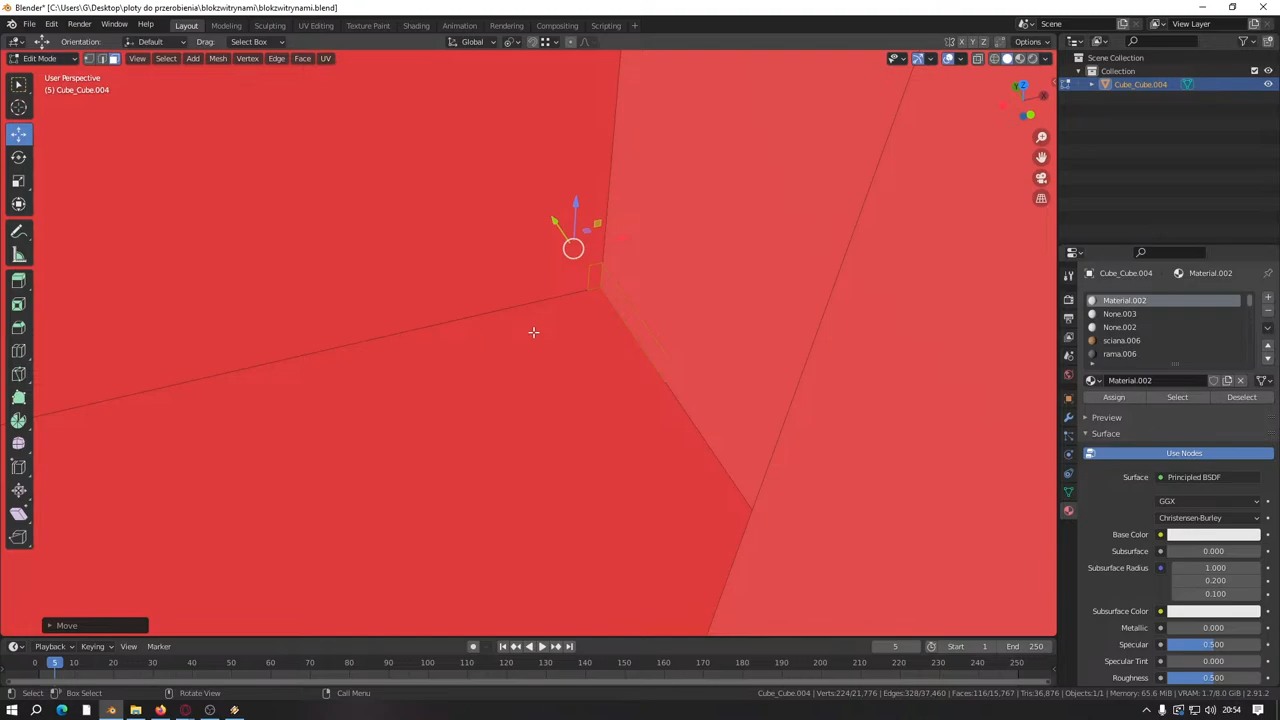 Blender* [C:\Users\G\Desktop\ploty do przerobienia\blokzwitrynami\blokzwitrynami.blend]
File Edit Render Window Help Layout Modeling Sculpting UV Editing Texture Paint Shading Animation Rendering Compositing Scripting Scene View Layer
Orientation: Default Drag: Select Box Global X Y Z Options
Edit Mode View Select Add Mesh Vertex Edge Face UV
User Perspective
(5) Cube_Cube.004
Scene Collection
Collection
Cube_Cube.004
Cube_Cube.004 Material.002
Material.002
None.003
None.002
sciana.006
rama.006
Material.002
Assign Select Deselect
Preview
Surface
Use Nodes
Surface Principled BSDF
GGX
Christensen-Burley
Base Color
Subsurface 0.000
Subsurface Radius 1.000
0.200
0.100
Subsurface Color
Metallic 0.000
Specular 0.500
Specular Tint 0.000
Roughness 0.500
Move
Playback Keying View Marker 5 Start 1 End 250
0 5 10 20 30 40 50 60 70 80 90 100 110 120 130 140 150 160 170 180 190 200 210 220 230 240 250
Select Box Select Rotate View Call Menu Cube_Cube.004 | Verts:224/21,776 | Edges:328/37,460 | Faces:116/15,767 | Tris:36,876 | Objects:1/1 | Memory: 65.6 MiB | VRAM: 1.7/8.0 GiB | 2.91.2
20:54